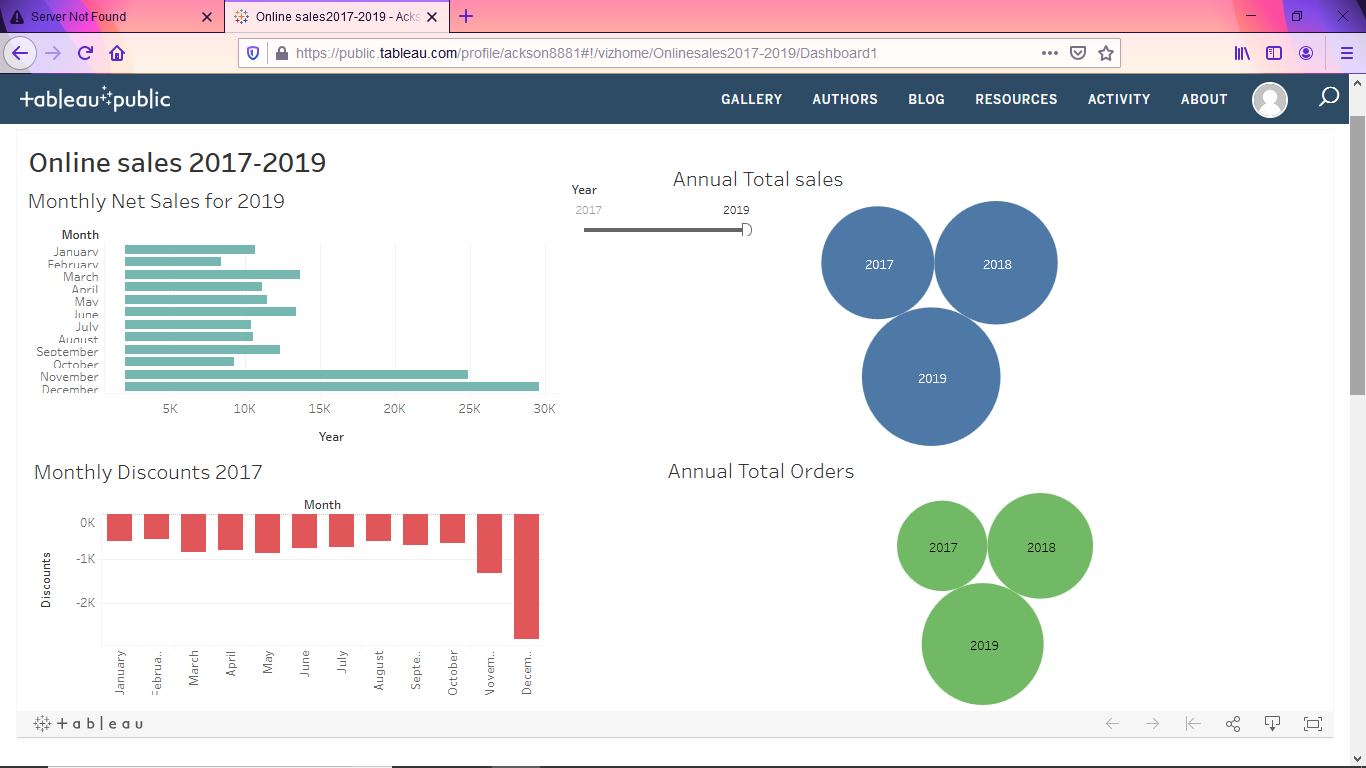 Server Not Found
Online sales2017-2019 - Acks
https://public.tableau.com/profile/ackson8881#!/vizhome/Onlinesales2017-2019/Dashboard1
tableau public
GALLERY AUTHORS BLOG RESOURCES ACTIVITY ABOUT
Online sales 2017-2019
Monthly Net Sales for 2019
Month
January
February
March
April
May
June
July
August
September
October
November
December
5K 10K 15K 20K 25K 30K
Year
Year
2017 2019
Annual Total sales
2017
2018
2019
Monthly Discounts 2017
Month
Discounts
0K
-1K
-2K
January
Februa..
March
April
May
June
July
August
Septe..
October
Novem..
Decem..
Annual Total Orders
2017
2018
2019
tableau